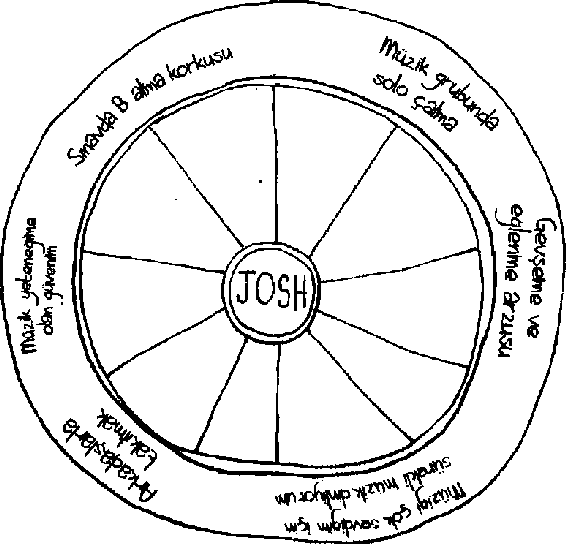 Müzik grubunda
solo çalma
Gevşeme ve
eğlenme arzusu
Müziği çok sevdiğim için
sürekli müzik dinliyorum
Arkadaşlarla
takılmak
Müzik yeteneğime
olan güvenim
Sınavda B alma korkusu
JOSH